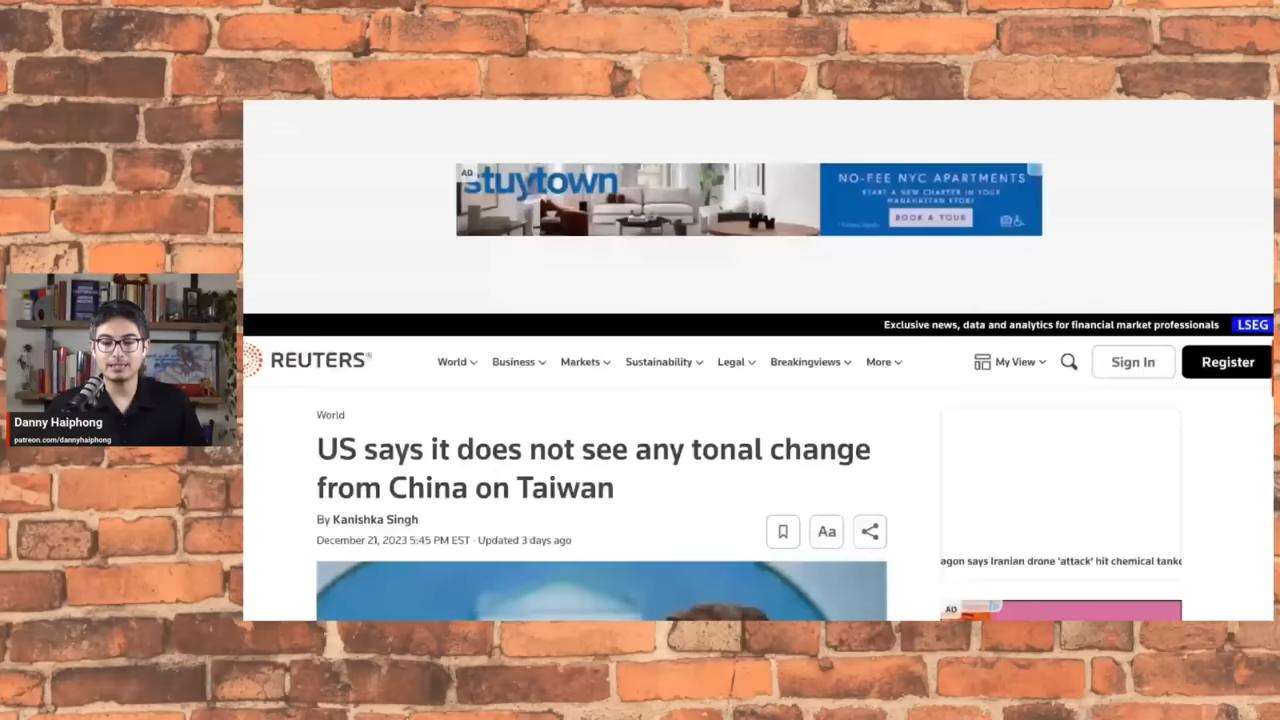 AD
stuytown
NO-FEE NYC APARTMENTS
START A NEW CHAPTER IN YOUR
MANHATTAN STORY
BOOK A TOUR
Exclusive news, data and analytics for financial market professionals LSEG
REUTERS®
World Business Markets Sustainability Legal Breakingviews More My View Sign In Register
World
US says it does not see any tonal change
from China on Taiwan
By Kanishka Singh
Aa
December 21, 2023 5:45 PM EST · Updated 3 days ago
agon says Iranian drone 'attack' hit chemical tanke
AD
Danny Haiphong
patreon.com/dannyhaiphong